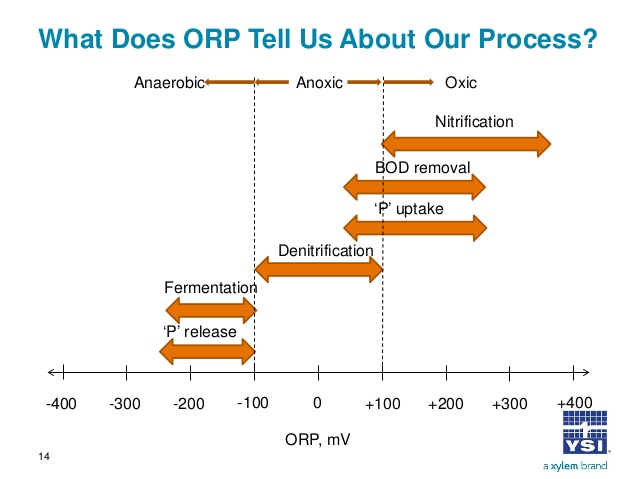 What Does ORP Tell Us About Our Process?
Anaerobic Anoxic Oxic
Nitrification
BOD removal
‘P’ uptake
Denitrification
Fermentation
‘P’ release
-400 -300 -200 -100 0 +100 +200 +300 +400
ORP, mV
14
YSI
a xylem brand